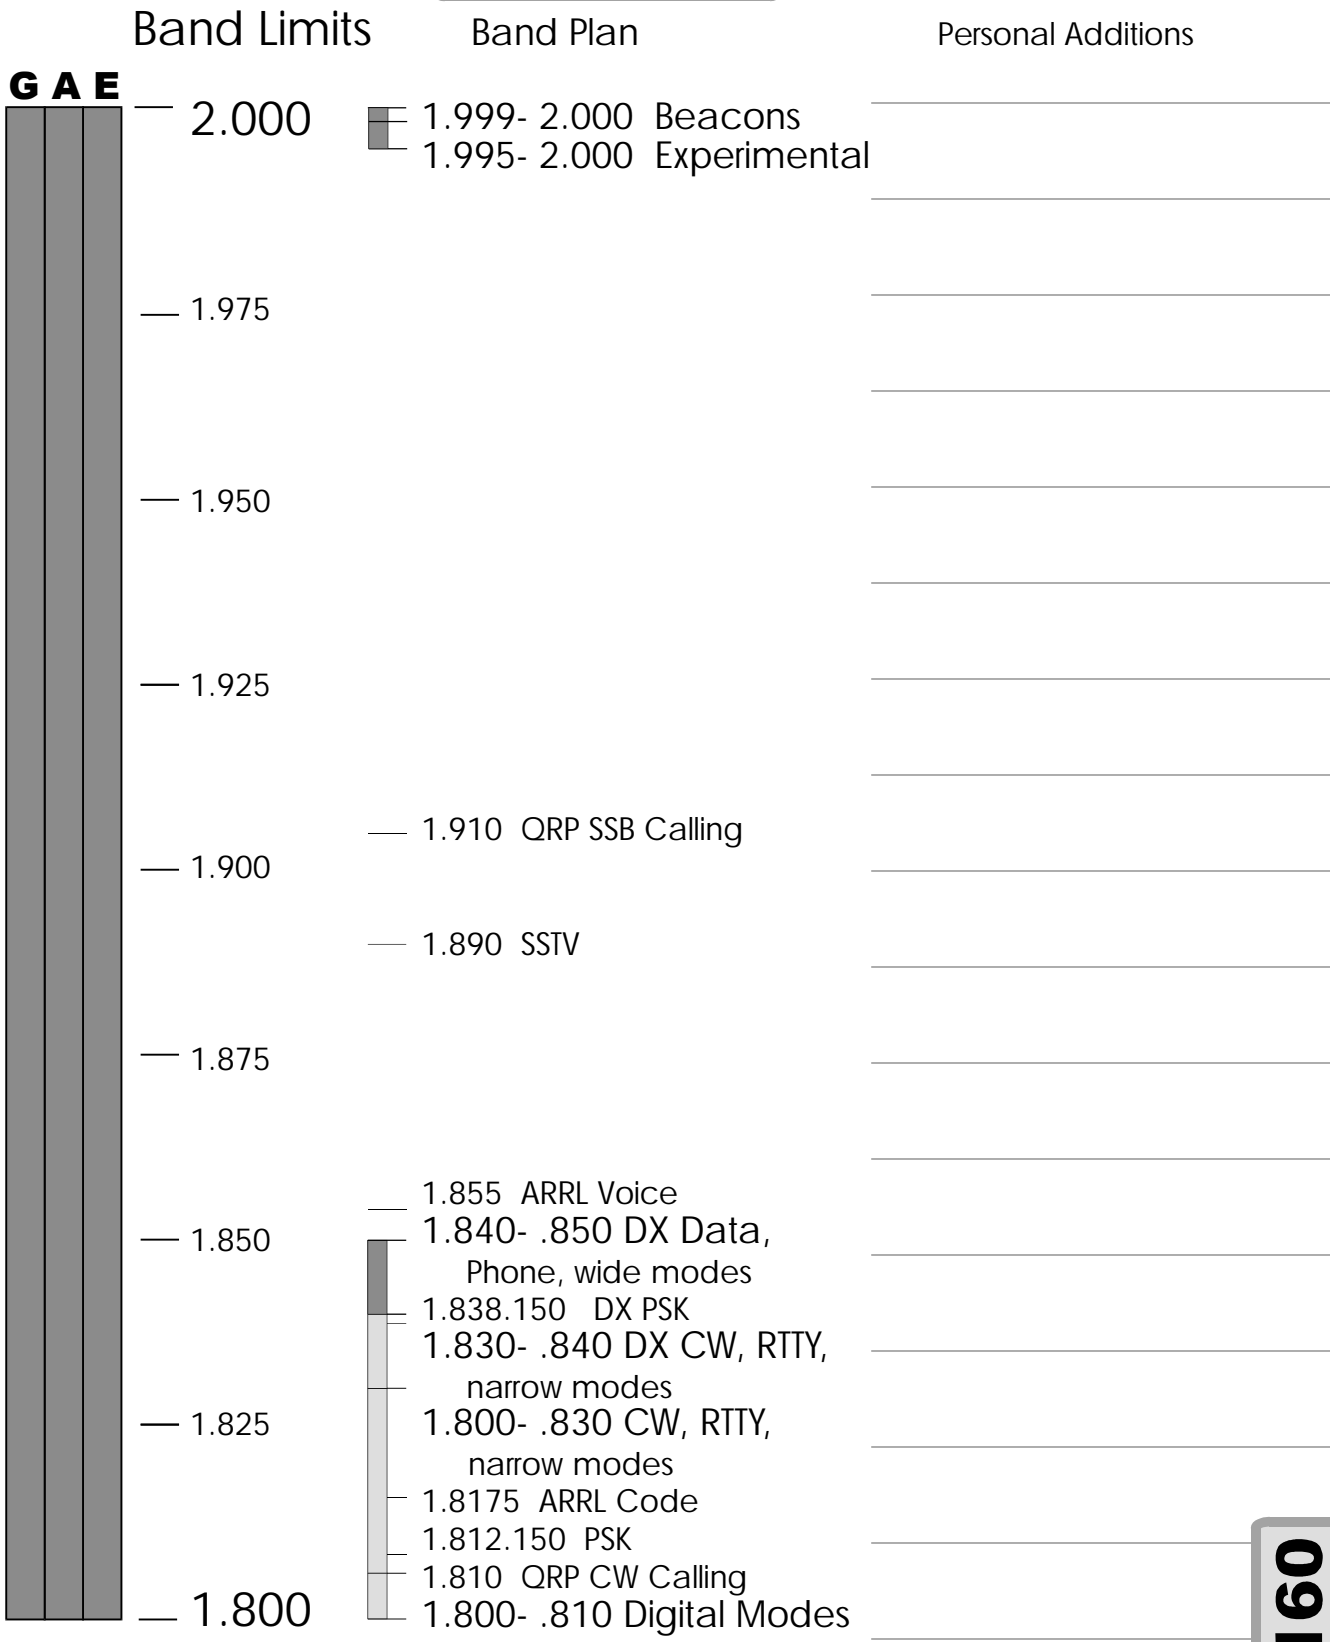 Band Limits Band Plan Personal Additions
G A E
2.000 1.999- 2.000 Beacons
1.995- 2.000 Experimental
1.975
1.950
1.925
1.910 QRP SSB Calling
1.900
1.890 SSTV
1.875
1.855 ARRL Voice
1.850 1.840- .850 DX Data,
Phone, wide modes
1.838.150 DX PSK
1.830- .840 DX CW, RTTY,
narrow modes
1.825 1.800- .830 CW, RTTY,
narrow modes
1.8175 ARRL Code
1.812.150 PSK
1.810 QRP CW Calling
1.800 1.800- .810 Digital Modes
160